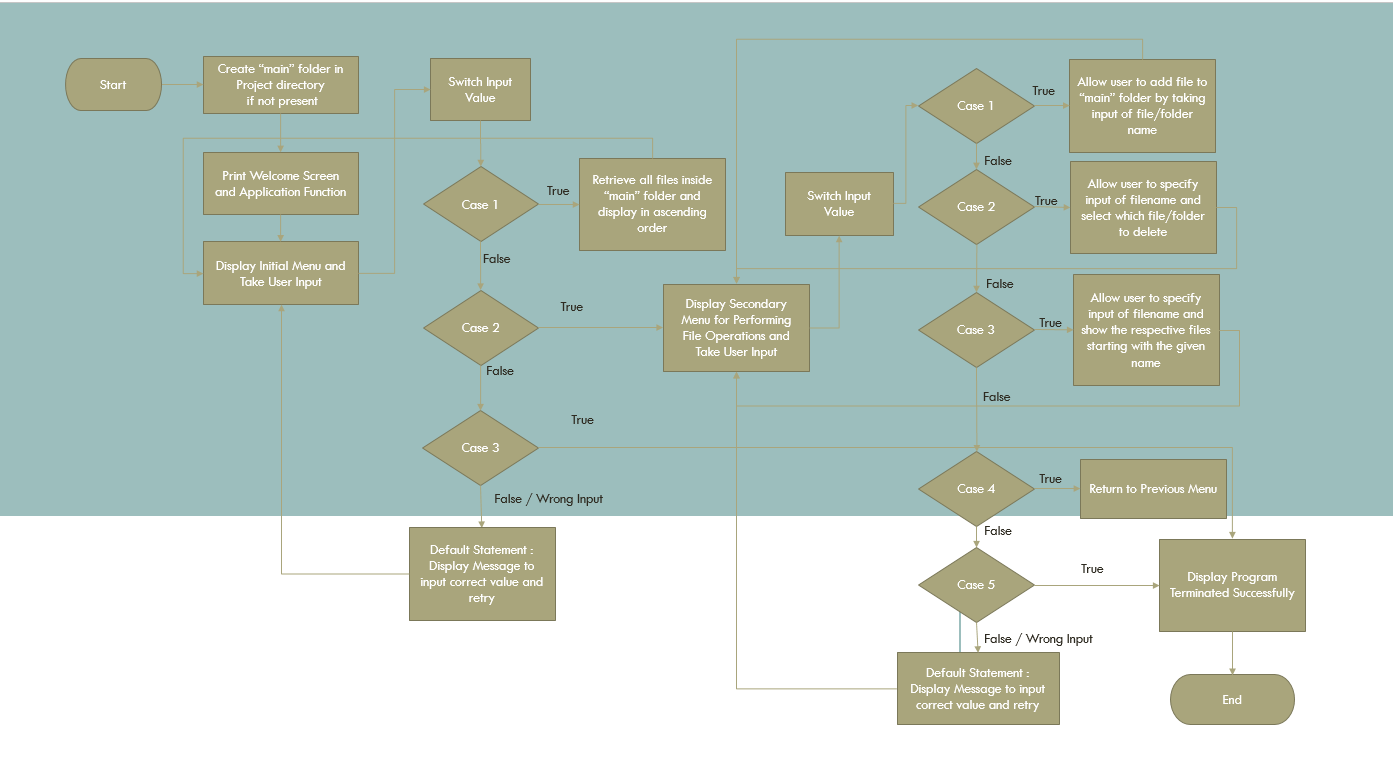 Start
Create “main” folder in
Project directory
if not present
Print Welcome Screen
and Application Function
Display Initial Menu and
Take User Input
Switch Input
Value
Case 1
True
Retrieve all files inside
“main” folder and
display in ascending
order
False
Case 2
True
False
Case 3
True
False / Wrong Input
Default Statement :
Display Message to
input correct value and
retry
Display Secondary
Menu for Performing
File Operations and
Take User Input
Switch Input
Value
Case 1
True
Allow user to add file to
“main” folder by taking
input of file/folder
name
False
Case 2
True
Allow user to specify
input of filename and
select which file/folder
to delete
False
Case 3
True
Allow user to specify
input of filename and
show the respective files
starting with the given
name
False
Case 4
True
Return to Previous Menu
False
Case 5
True
Display Program
Terminated Successfully
False / Wrong Input
Default Statement :
Display Message to input
correct value and retry
End